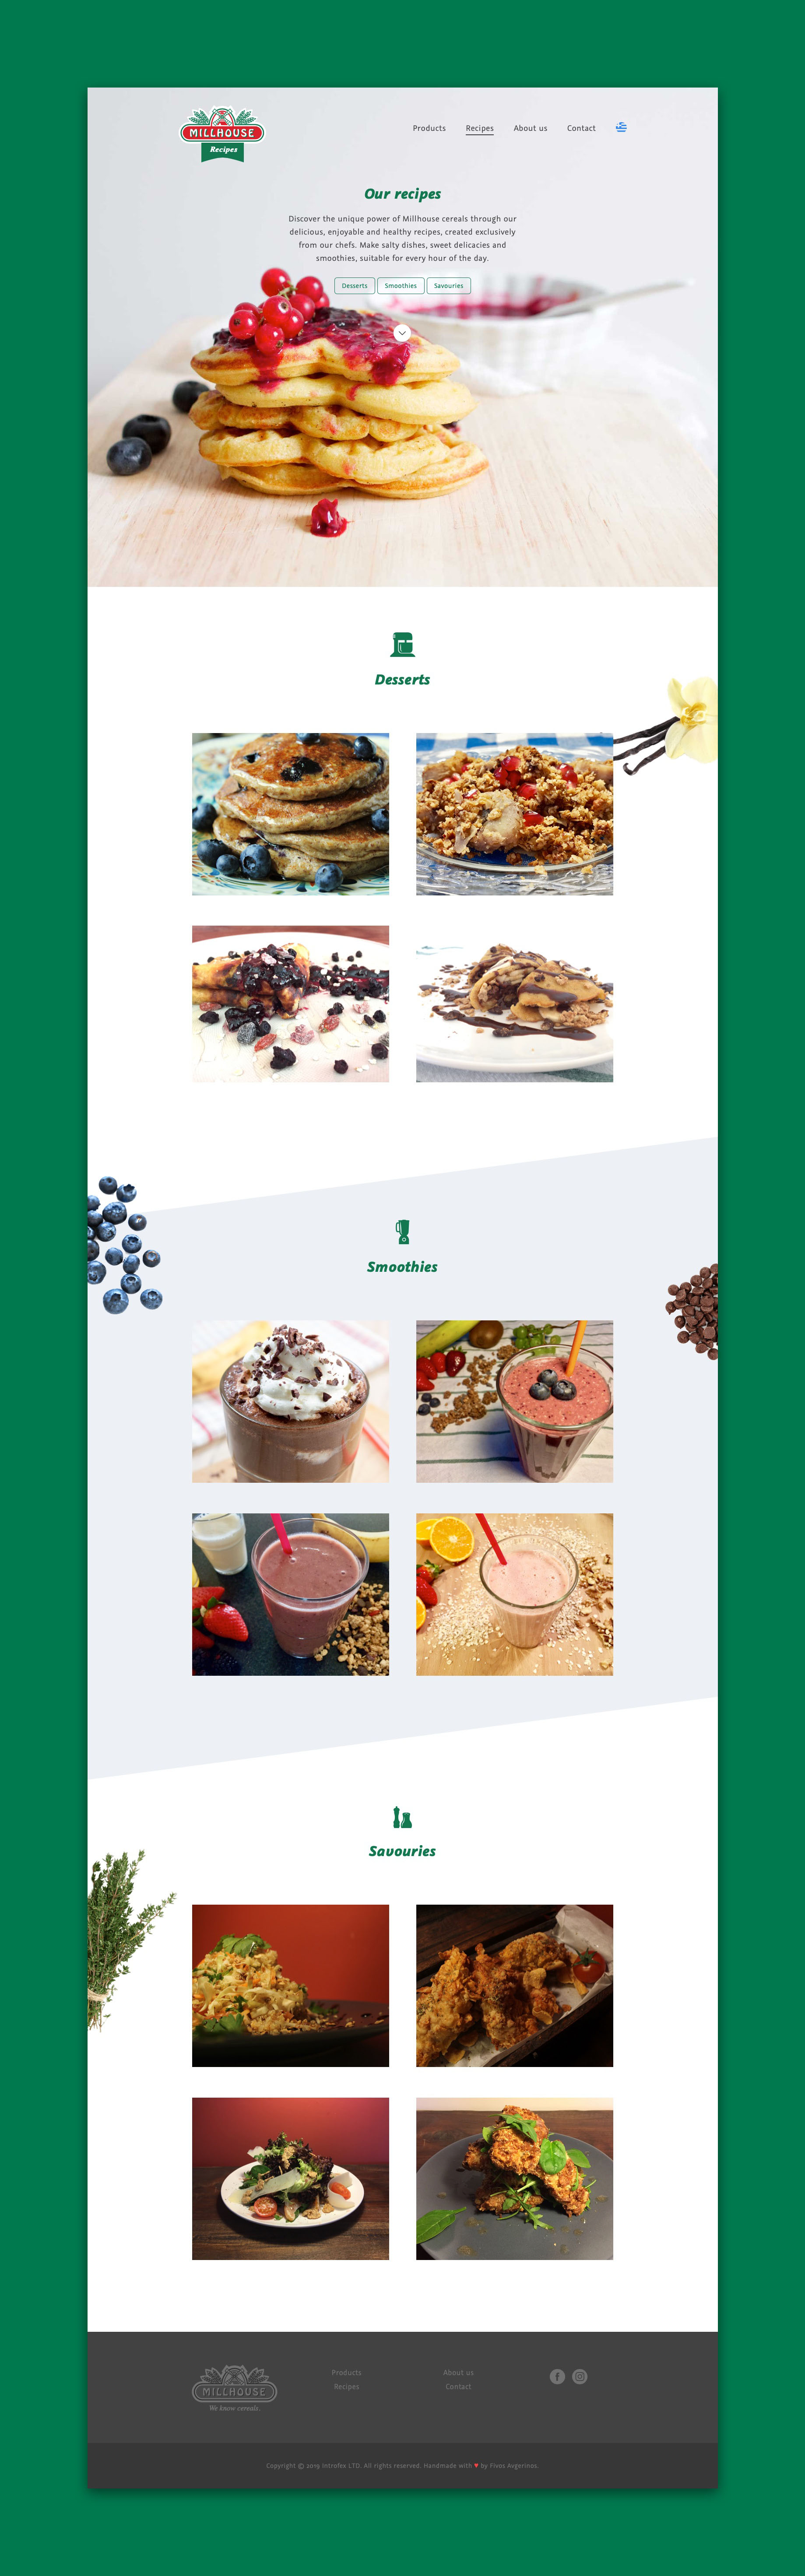 MILLHOUSE
Recipes
Products Recipes About us Contact
Our recipes
Discover the unique power of Millhouse cereals through our
delicious, enjoyable and healthy recipes, created exclusively
from our chefs. Make salty dishes, sweet delicacies and
smoothies, suitable for every hour of the day.
Desserts Smoothies Savouries
Desserts
Smoothies
Savouries
MILLHOUSE
We know cereals.
Products
Recipes
About us
Contact
Copyright © 2019 Introfex LTD. All rights reserved. Handmade with ♥ by Fivos Avgerinos.